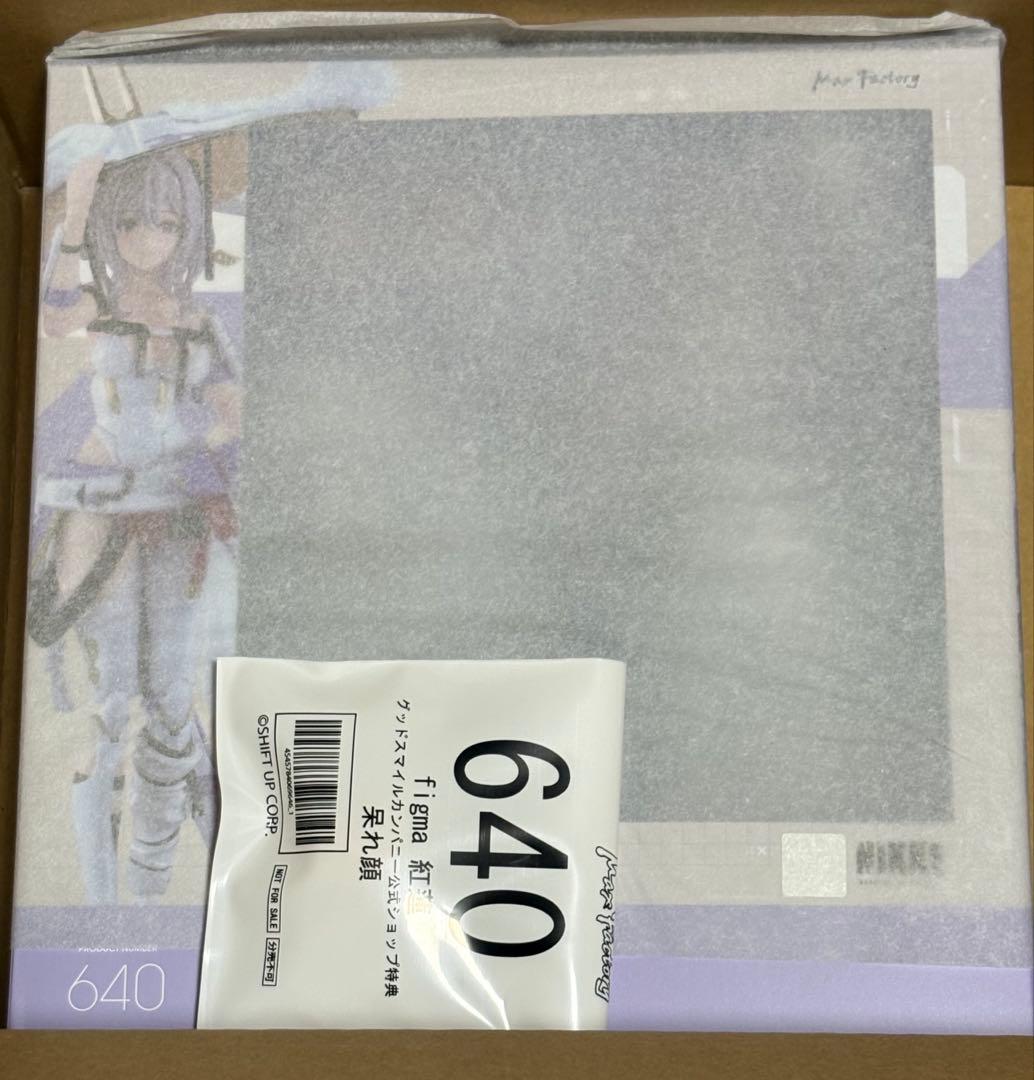 Max Factory
NIKKE
PRODUCT NUMBER
640
640
Max Factory
figma 紅蓮
グッドスマイルカンパニー公式ショップ特典
呆れ顔
©SHIFT UP CORP.
NOT FOR SALE
分売不可